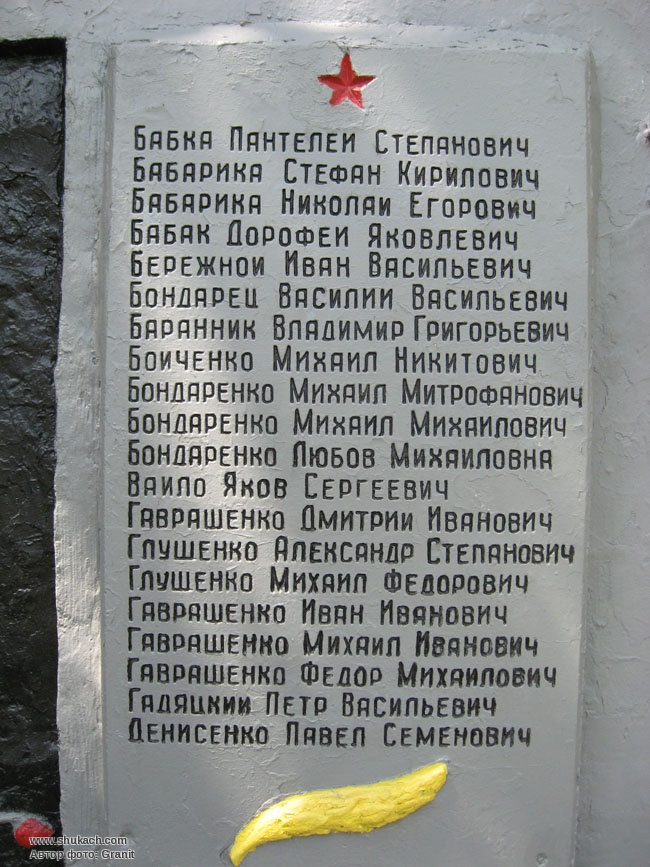 Бабка Пантелеи Степанович
Бабарика Стефан Кирилович
Бабарика Николаи Егорович
Бабак Дорофеи Яковлевич
Бережнои Иван Васильевич
Бондарец Василии Васильевич
Баранник Владимир Григорьевич
Боиченко Михаил Никитович
Бондаренко Михаил Митрофанович
Бондаренко Михаил Михаилович
Бондаренко Любов Михаиловна
Ваило Яков Сергеевич
Гаврашенко Дмитрии Иванович
Глушенко Александр Степанович
Глущенко Михаил Федорович
Гаврашенко Иван Иванович
Гаврашенко Михаил Иванович
Гаврашенко Федор Михаилович
Гадяцкии Петр Васильевич
Денисенко Павел Семенович
www.shukach.com
Автор фото: Granit